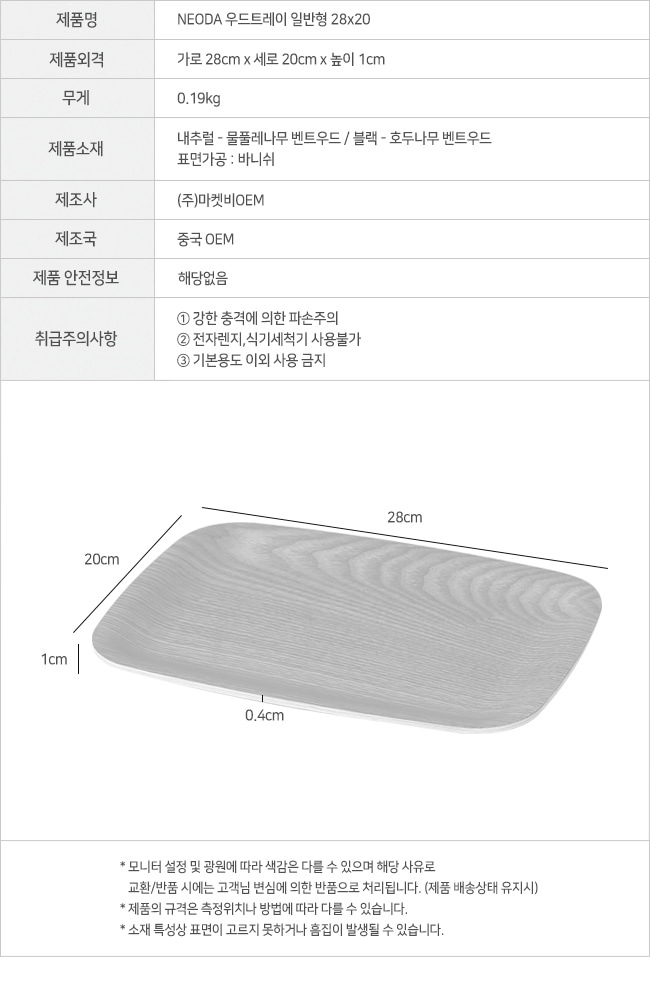 제품명
NEODA 우드트레이 일반형 28x20
제품외격
가로 28cm x 세로 20cm x 높이 1cm
무게
0.19kg
제품소재
내추럴 - 물풀레나무 벤트우드 / 블랙 - 호두나무 벤트우드
표면가공 : 바니쉬
제조사
(주)마켓비OEM
제조국
중국 OEM
제품 안전정보
해당없음
취급주의사항
① 강한 충격에 의한 파손주의
② 전자렌지,식기세척기 사용불가
③ 기본용도 이외 사용 금지
28cm
20cm
1cm
0.4cm
* 모니터 설정 및 광원에 따라 색감은 다를 수 있으며 해당 사유로
교환/반품 시에는 고객님 변심에 의한 반품으로 처리됩니다. (제품 배송상태 유지시)
* 제품의 규격은 측정위치나 방법에 따라 다를 수 있습니다.
* 소재 특성상 표면이 고르지 못하거나 흠집이 발생될 수 있습니다.